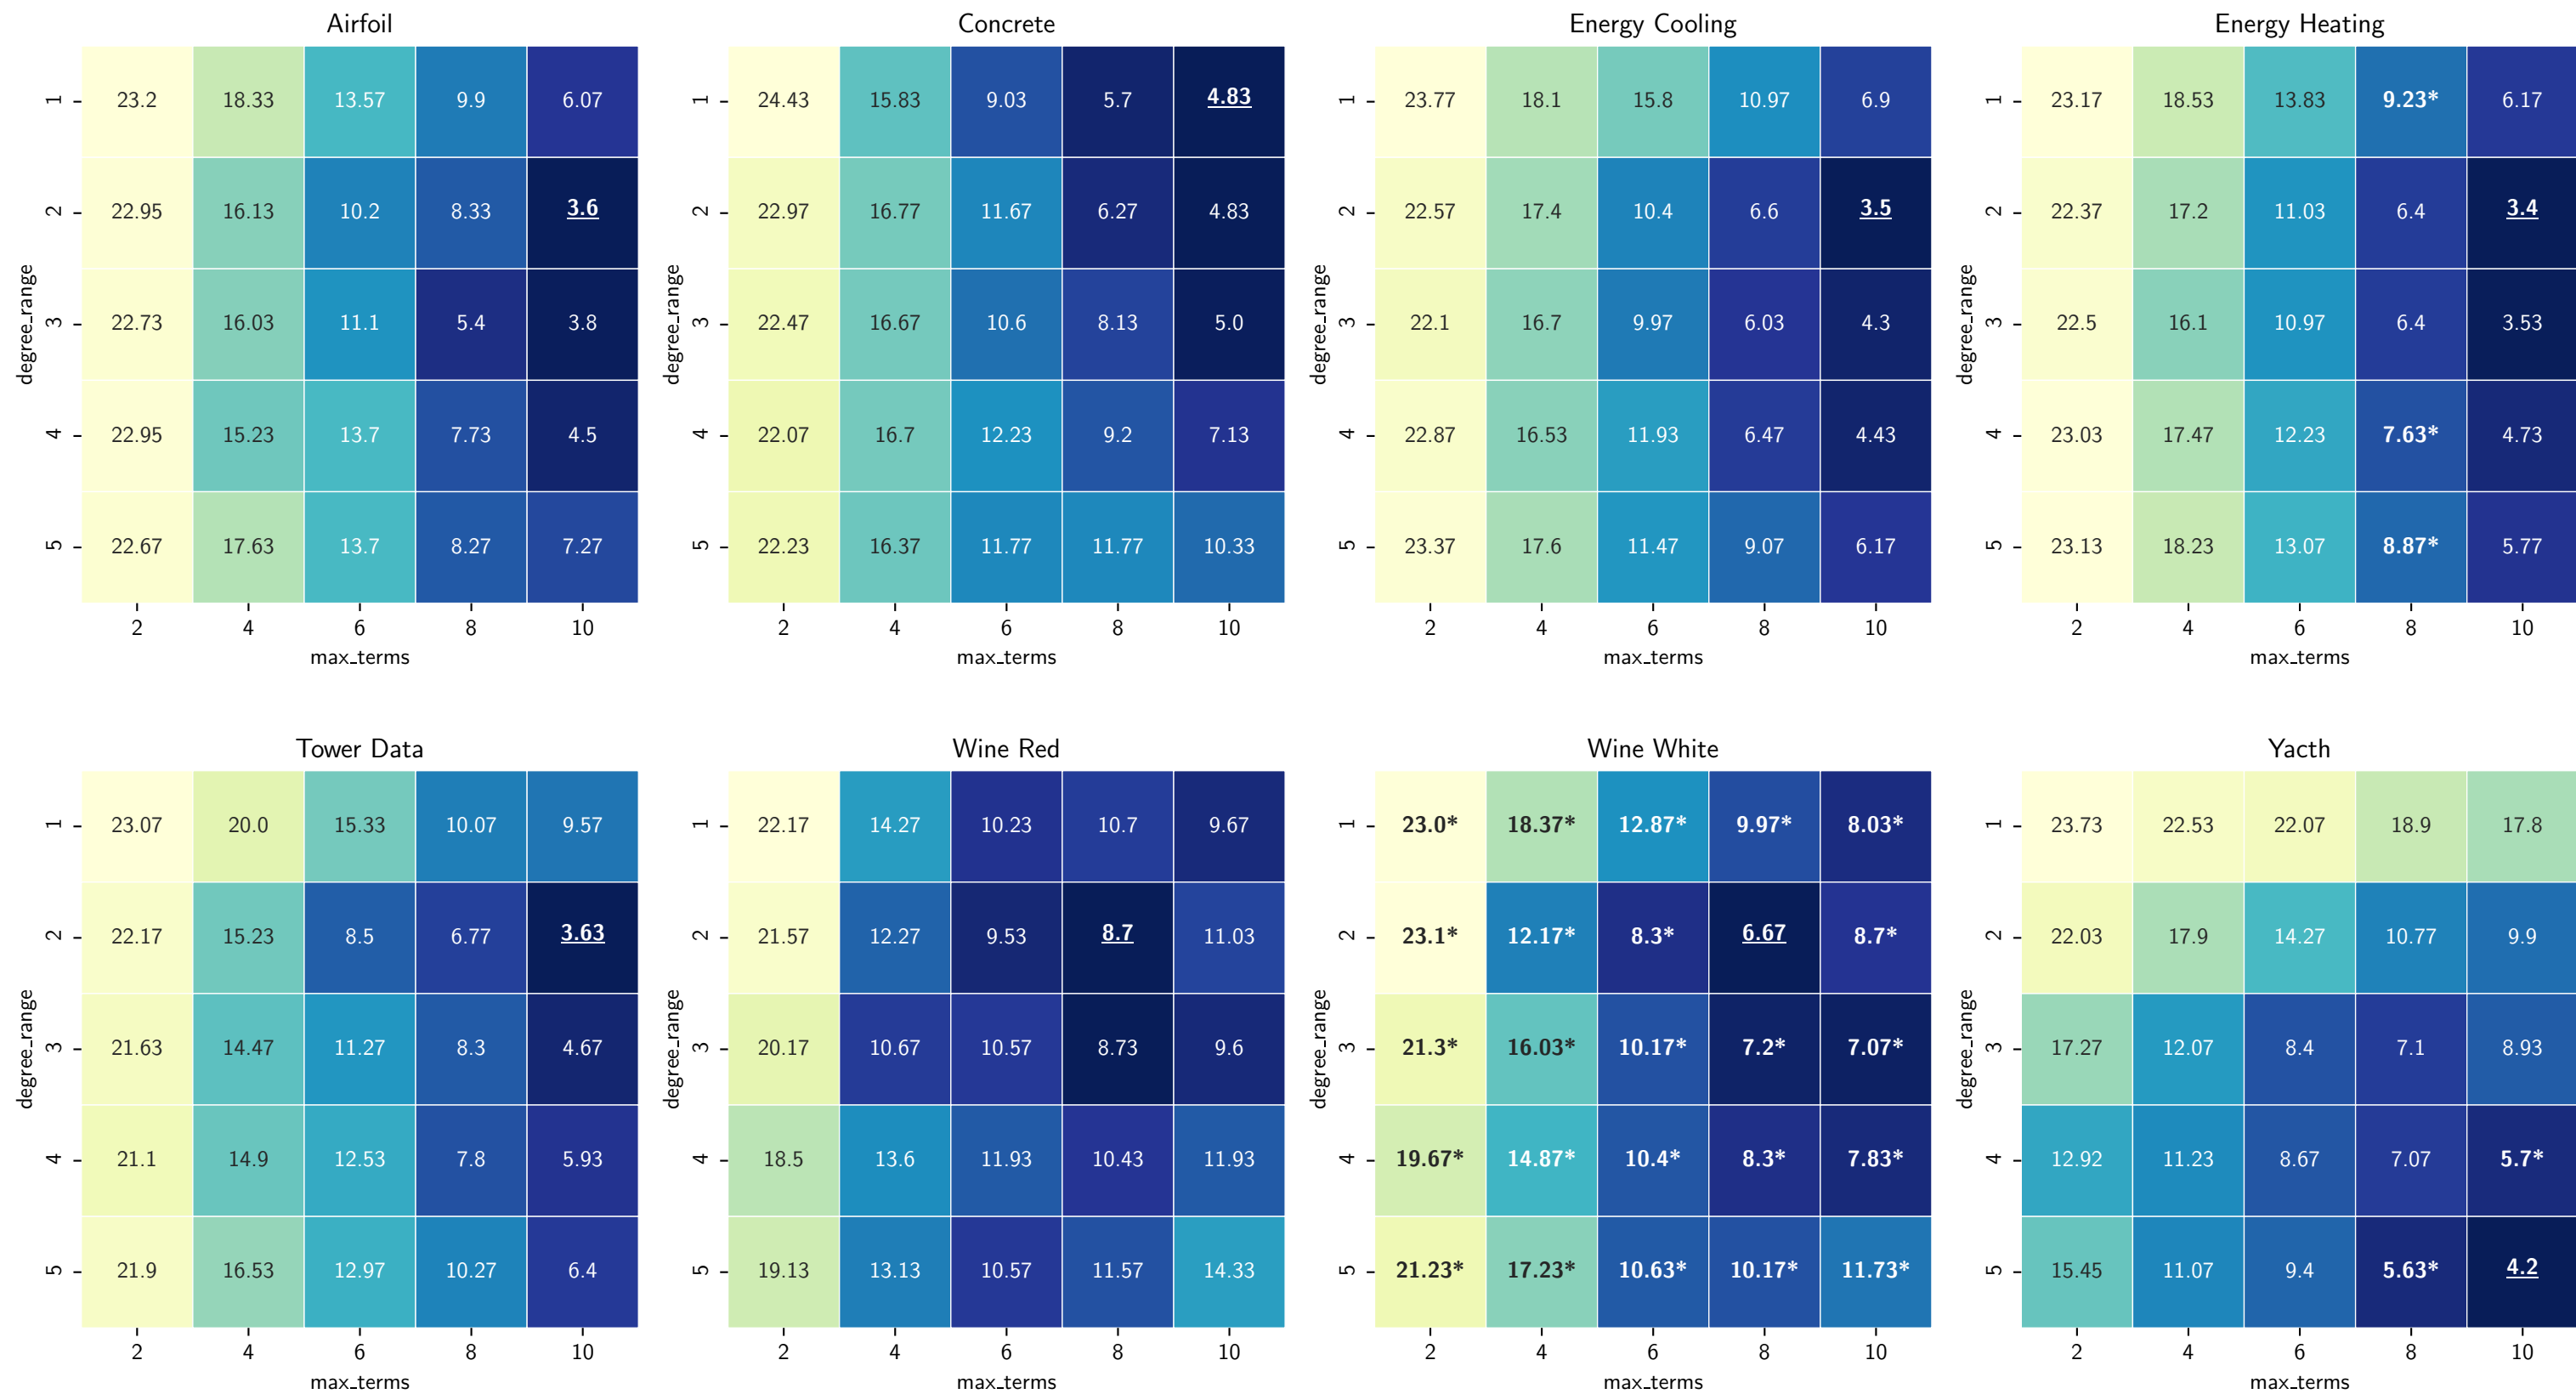 Airfoil
Concrete
Energy Cooling
Energy Heating
degree_range
1
23.2 18.33 13.57 9.9 6.07
2
22.95 16.13 10.2 8.33 3.6
3
22.73 16.03 11.1 5.4 3.8
4
22.95 15.23 13.7 7.73 4.5
5
22.67 17.63 13.7 8.27 7.27
2 4 6 8 10
max_terms
degree_range
1
24.43 15.83 9.03 5.7 4.83
2
22.97 16.77 11.67 6.27 4.83
3
22.47 16.67 10.6 8.13 5.0
4
22.07 16.7 12.23 9.2 7.13
5
22.23 16.37 11.77 11.77 10.33
2 4 6 8 10
max_terms
degree_range
1
23.77 18.1 15.8 10.97 6.9
2
22.57 17.4 10.4 6.6 3.5
3
22.1 16.7 9.97 6.03 4.3
4
22.87 16.53 11.93 6.47 4.43
5
23.37 17.6 11.47 9.07 6.17
2 4 6 8 10
max_terms
degree_range
1
23.17 18.53 13.83 9.23* 6.17
2
22.37 17.2 11.03 6.4 3.4
3
22.5 16.1 10.97 6.4 3.53
4
23.03 17.47 12.23 7.63* 4.73
5
23.13 18.23 13.07 8.87* 5.77
2 4 6 8 10
max_terms
Tower Data
Wine Red
Wine White
Yacth
degree_range
1
23.07 20.0 15.33 10.07 9.57
2
22.17 15.23 8.5 6.77 3.63
3
21.63 14.47 11.27 8.3 4.67
4
21.1 14.9 12.53 7.8 5.93
5
21.9 16.53 12.97 10.27 6.4
2 4 6 8 10
max_terms
degree_range
1
22.17 14.27 10.23 10.7 9.67
2
21.57 12.27 9.53 8.7 11.03
3
20.17 10.67 10.57 8.73 9.6
4
18.5 13.6 11.93 10.43 11.93
5
19.13 13.13 10.57 11.57 14.33
2 4 6 8 10
max_terms
degree_range
1
23.0* 18.37* 12.87* 9.97* 8.03*
2
23.1* 12.17* 8.3* 6.67 8.7*
3
21.3* 16.03* 10.17* 7.2* 7.07*
4
19.67* 14.87* 10.4* 8.3* 7.83*
5
21.23* 17.23* 10.63* 10.17* 11.73*
2 4 6 8 10
max_terms
degree_range
1
23.73 22.53 22.07 18.9 17.8
2
22.03 17.9 14.27 10.77 9.9
3
17.27 12.07 8.4 7.1 8.93
4
12.92 11.23 8.67 7.07 5.7*
5
15.45 11.07 9.4 5.63* 4.2
2 4 6 8 10
max_terms